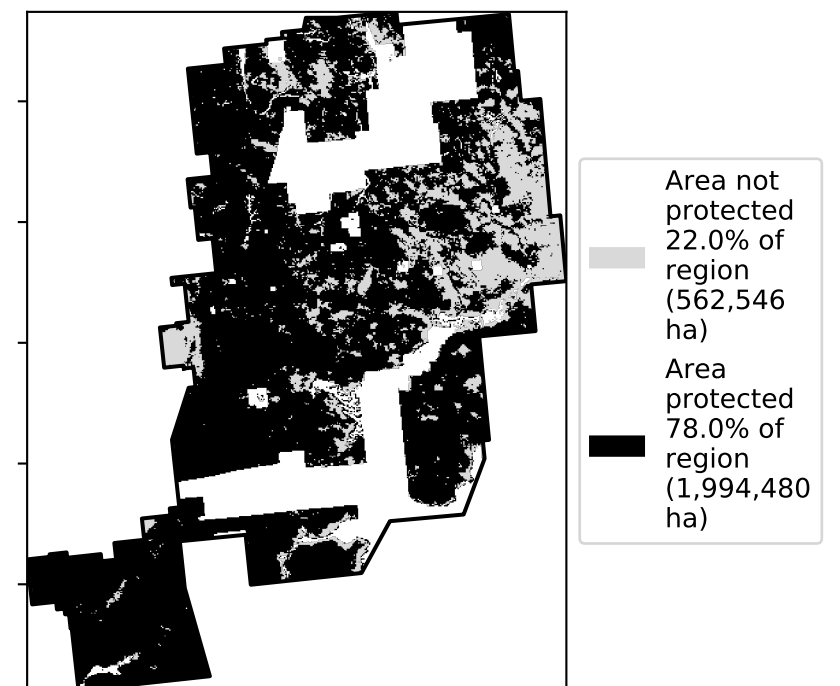 Area not
protected
22.0% of
region
(562,546
ha)
Area
protected
78.0% of
region
(1,994,480
ha)